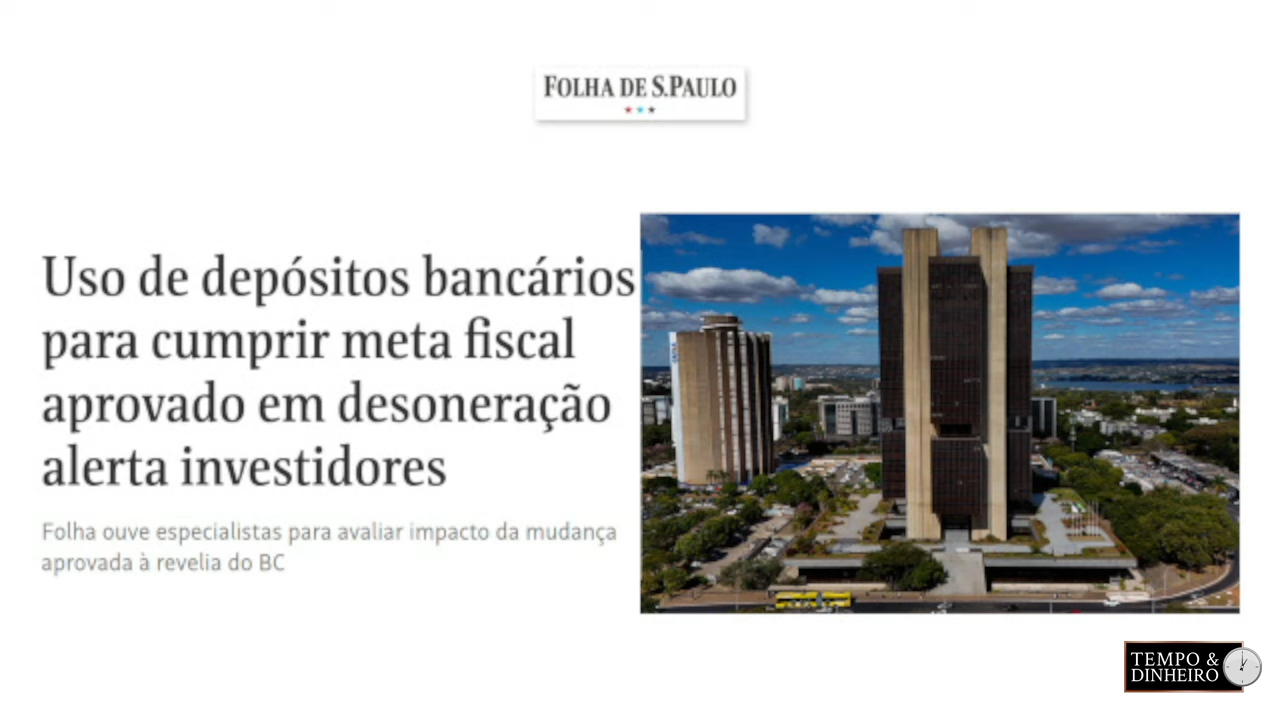 FOLHA DE S.PAULO
Uso de depósitos bancários
para cumprir meta fiscal
aprovado em desoneração
alerta investidores
Folha ouve especialistas para avaliar impacto da mudança
aprovada à revelia do BC
CAIXA
TEMPO &
DINHEIRO